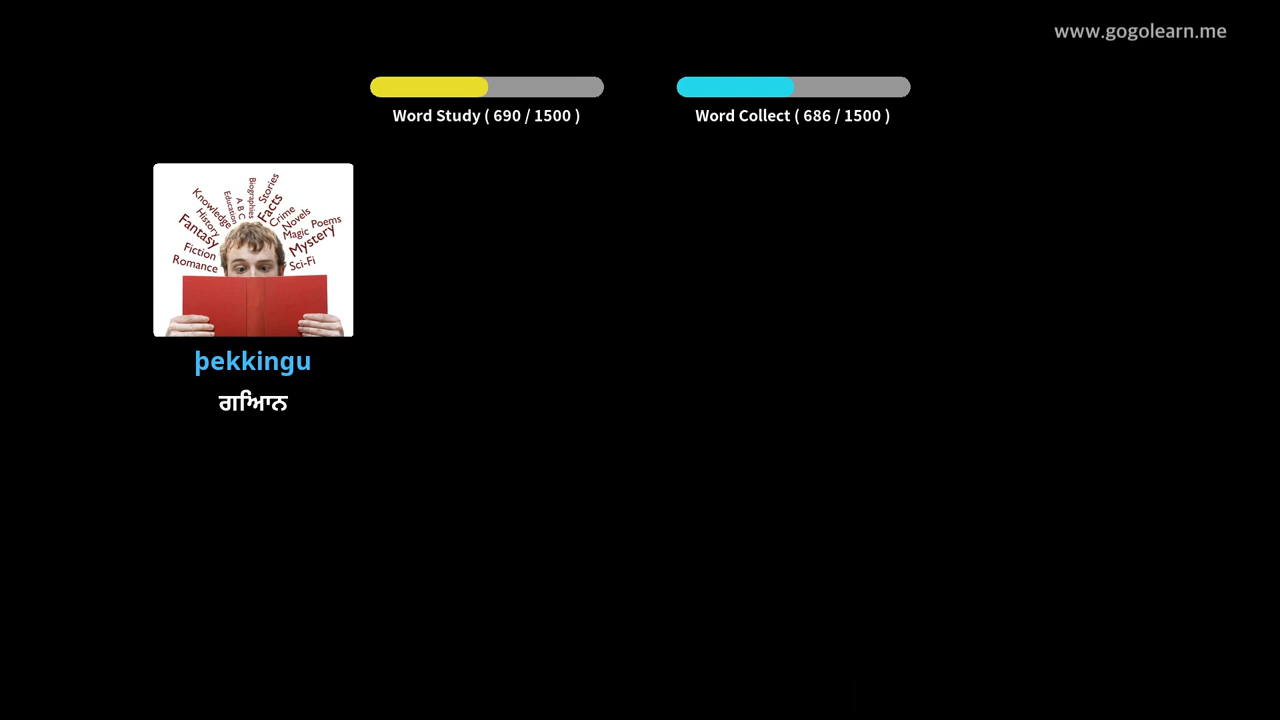 www.gogolearn.me
Word Study ( 690 / 1500 )
Word Collect ( 686 / 1500 )
Knowledge
History
Fantasy
Fiction
Romance
Education
A B C
Biographies
Stories
Facts
Crime
Novels
Magic
Poems
Mystery
Sci-Fi
þekkingu
ਗਿਆਨ